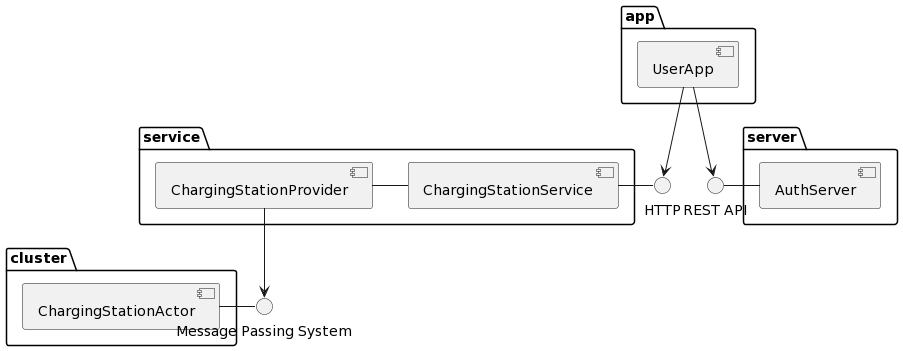 app
UserApp
service
server
ChargingStationProvider
ChargingStationService
AuthServer
HTTP
REST API
cluster
ChargingStationActor
Message Passing System